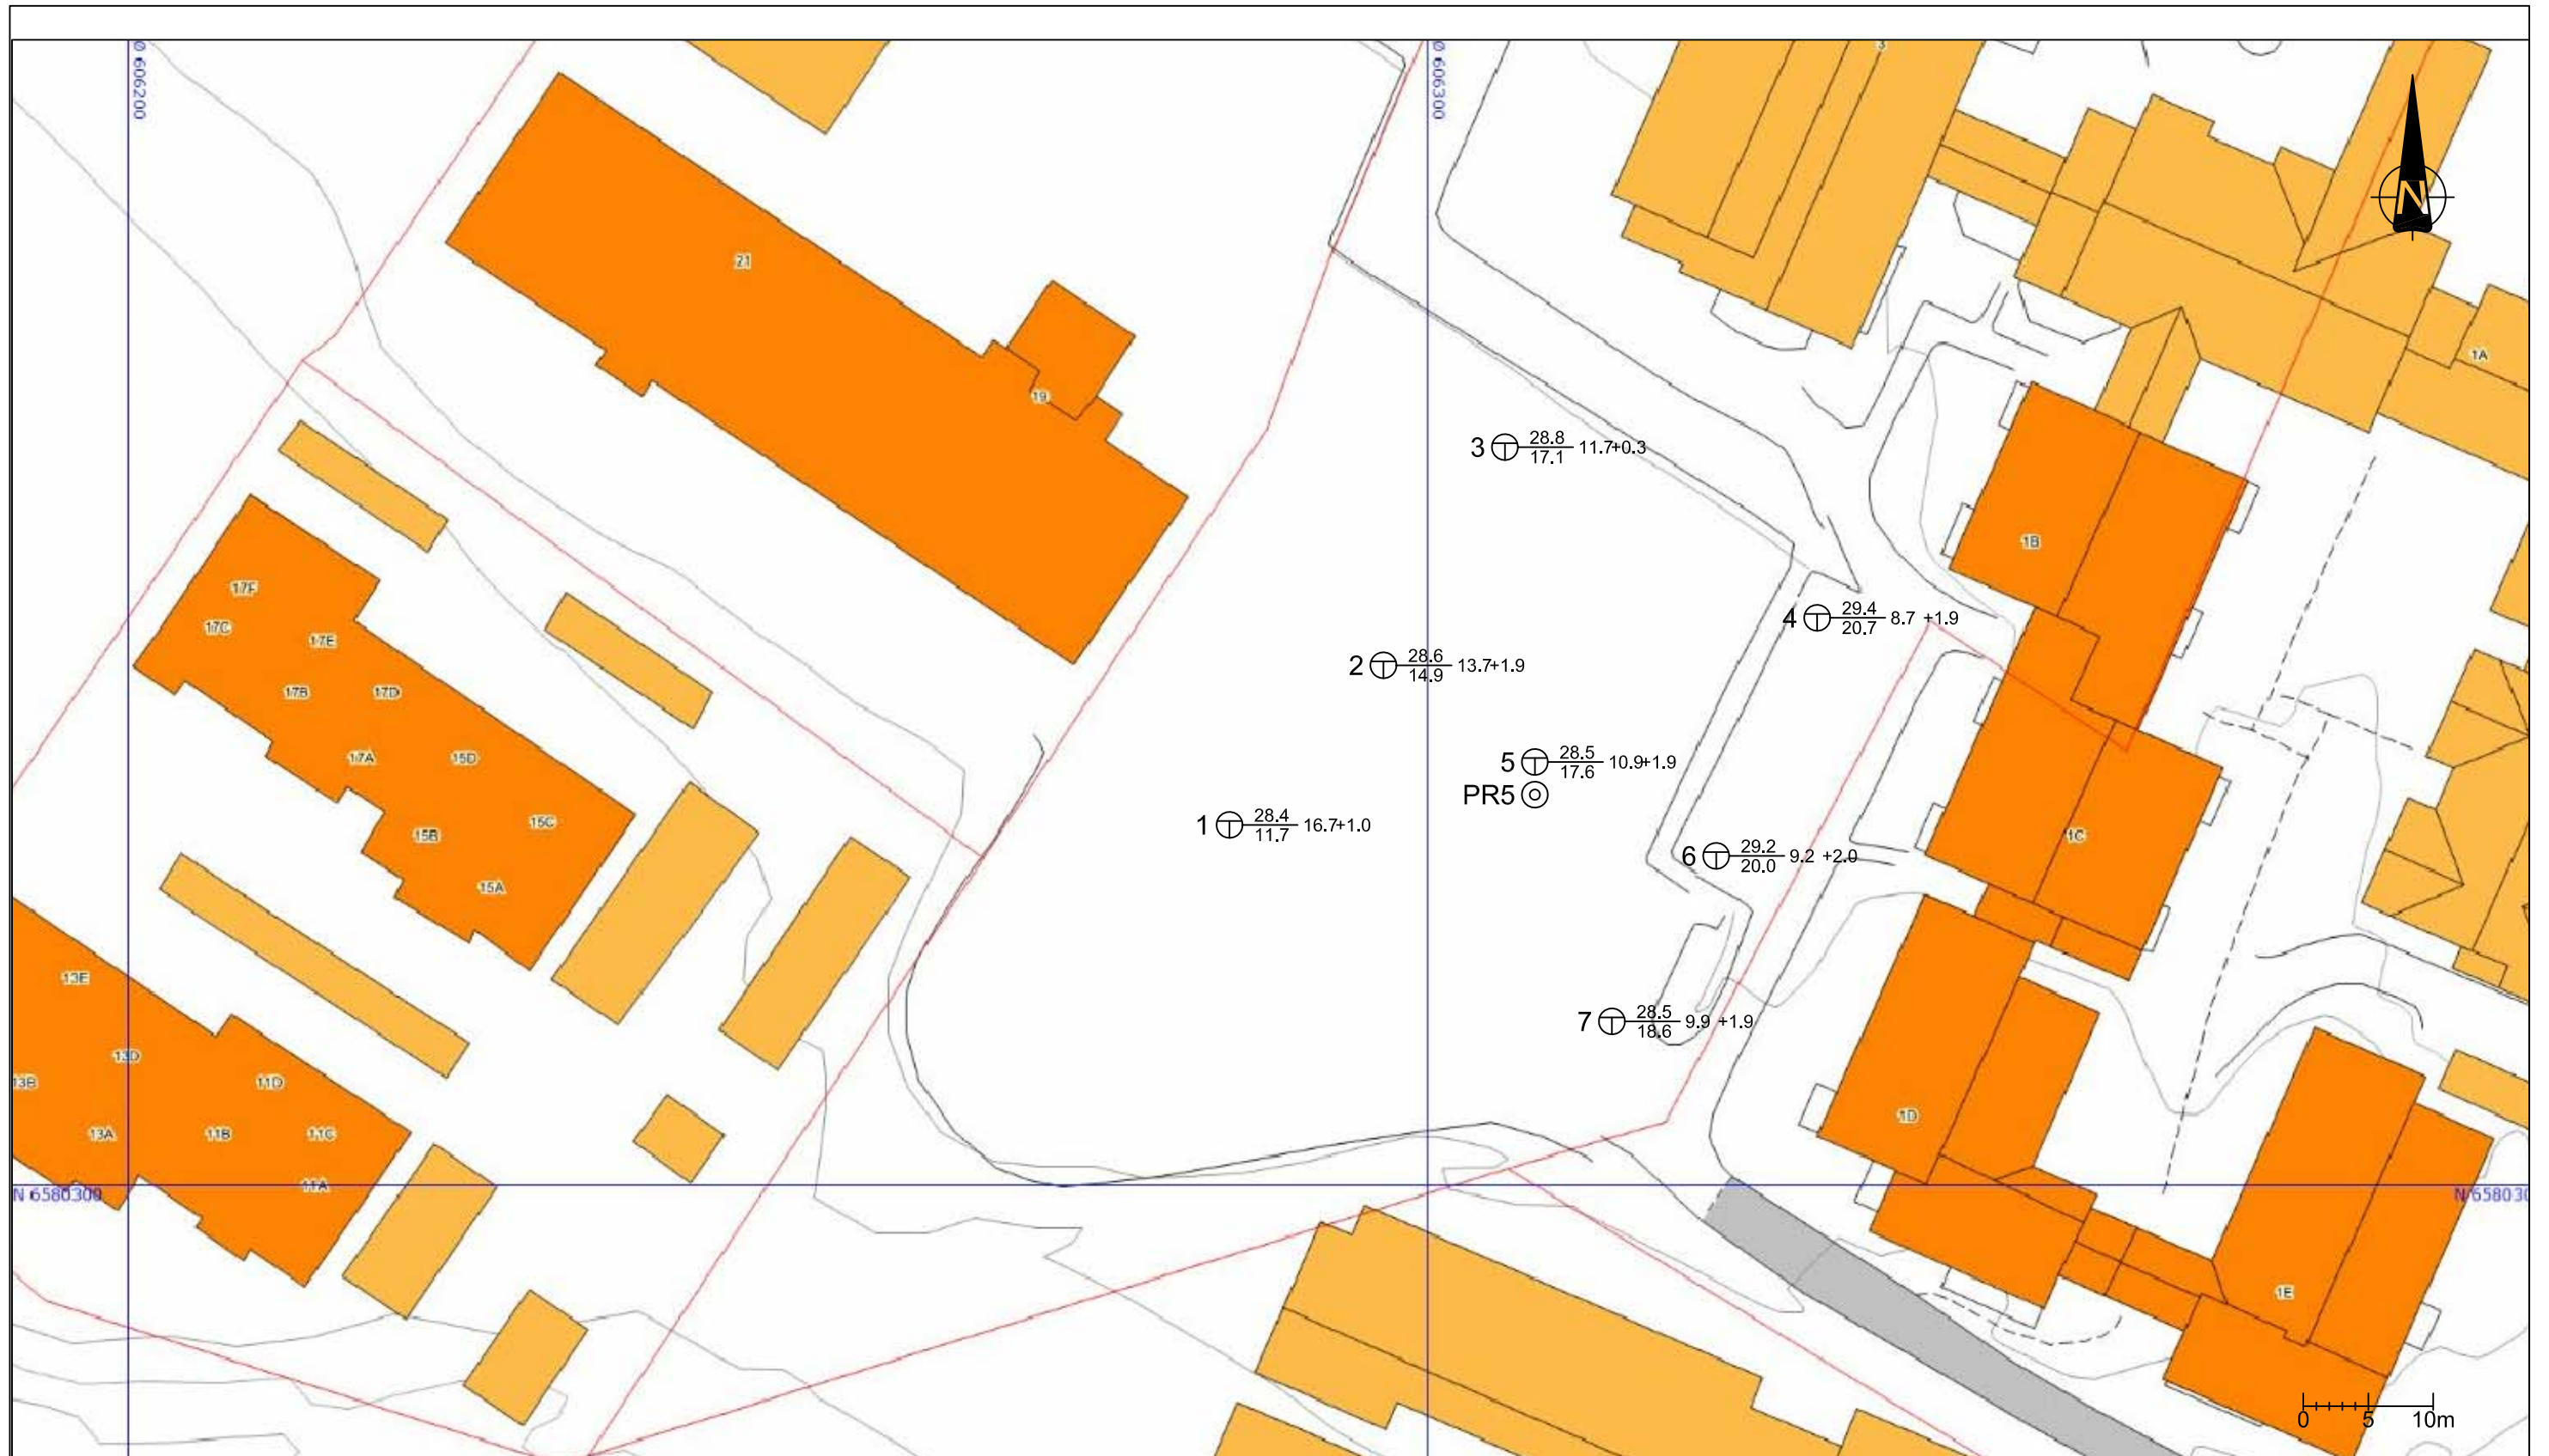 Ø 606200
Ø 606300
3
N
21
1A
19
3 28.8 11.7+0.3
17.1
1B
17F
4 29.4 8.7 +1.9
20.7
17C
17E
2 28.6 13.7+1.9
14.9
17B
17D
17A
15D
5 28.5 10.9+1.9
17.6
PR5
15C
1 28.4 16.7+1.0
11.7
15B
1C
6 29.2 9.2 +2.0
20.0
15A
13E
7 28.5 9.9 +1.9
18.6
13D
13B
11D
13A
11B
11C
1D
11A
N 6580300
N 658030
1E
0 5 10m